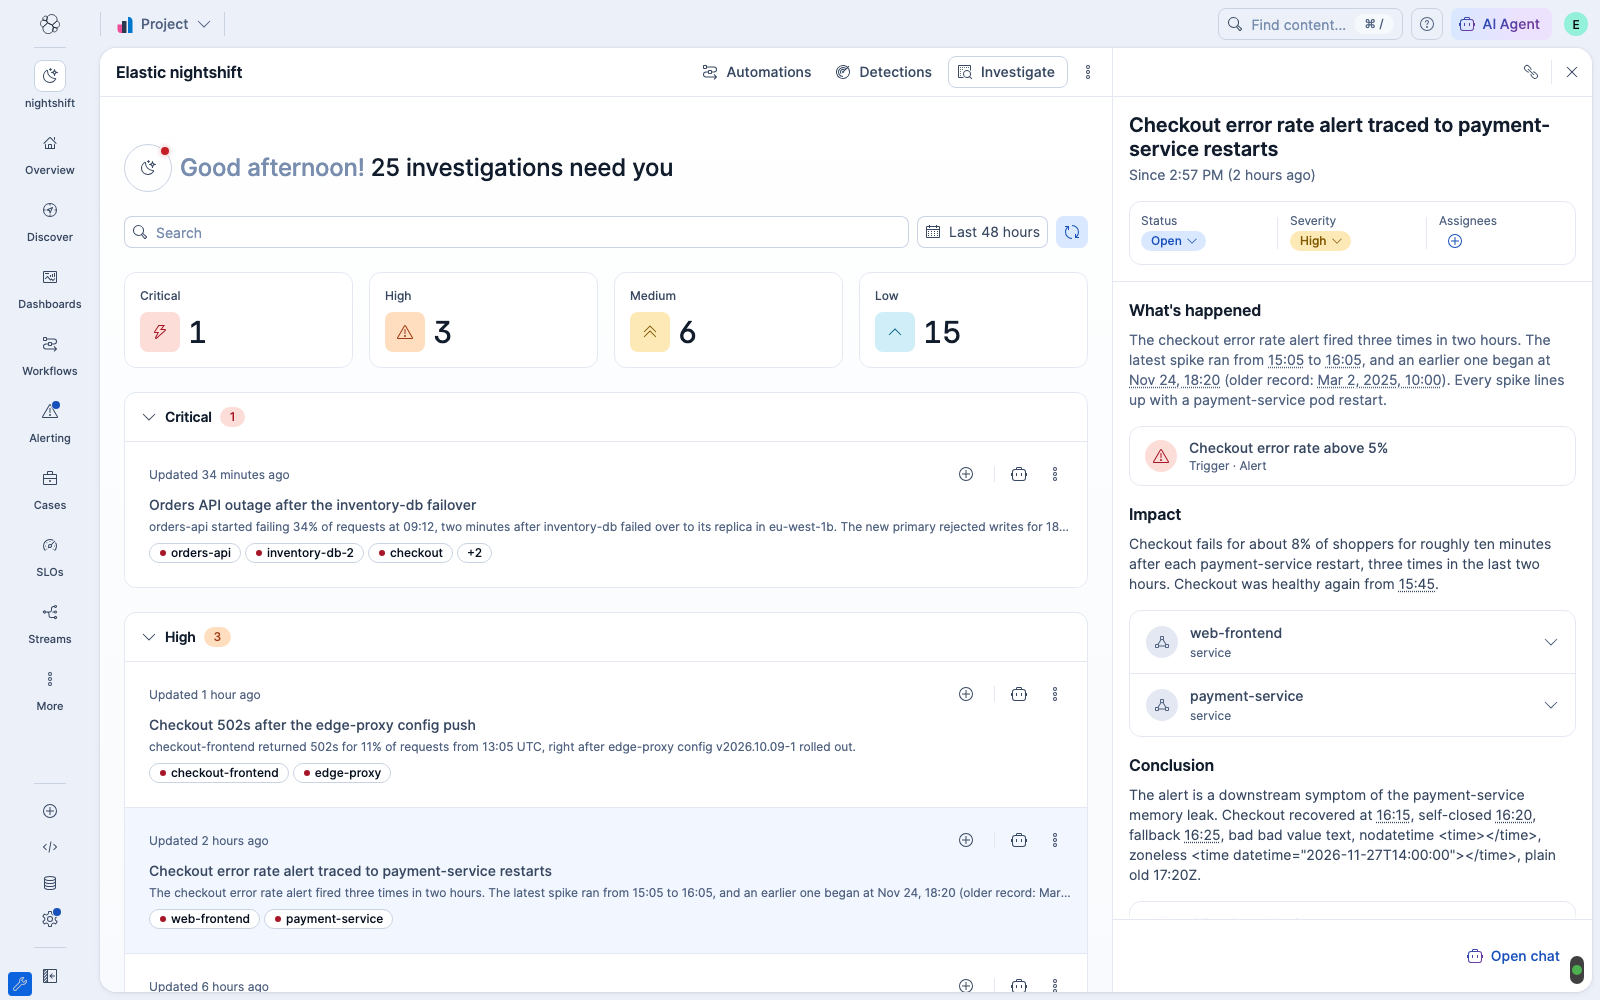 Project
Find content...
⌘ /
AI Agent
E
nightshift
Overview
Discover
Dashboards
Workflows
Alerting
Cases
SLOs
Streams
More
Elastic nightshift
Automations
Detections
Investigate
Good afternoon! 25 investigations need you
Search
Last 48 hours
Critical
1
High
3
Medium
6
Low
15
Critical 1
Updated 34 minutes ago
Orders API outage after the inventory-db failover
orders-api started failing 34% of requests at 09:12, two minutes after inventory-db failed over to its replica in eu-west-1b. The new primary rejected writes for 18...
orders-api
inventory-db-2
checkout
+2
High 3
Updated 1 hour ago
Checkout 502s after the edge-proxy config push
checkout-frontend returned 502s for 11% of requests from 13:05 UTC, right after edge-proxy config v2026.10.09-1 rolled out.
checkout-frontend
edge-proxy
Updated 2 hours ago
Checkout error rate alert traced to payment-service restarts
The checkout error rate alert fired three times in two hours. The latest spike ran from 15:05 to 16:05, and an earlier one began at Nov 24, 18:20 (older record: Mar...
web-frontend
payment-service
Updated 6 hours ago
Checkout error rate alert traced to payment-
service restarts
Since 2:57 PM (2 hours ago)
Status
Open
Severity
High
Assignees
What's happened
The checkout error rate alert fired three times in two hours. The
latest spike ran from 15:05 to 16:05, and an earlier one began at
Nov 24, 18:20 (older record: Mar 2, 2025, 10:00). Every spike lines
up with a payment-service pod restart.
Checkout error rate above 5%
Trigger · Alert
Impact
Checkout fails for about 8% of shoppers for roughly ten minutes
after each payment-service restart, three times in the last two
hours. Checkout was healthy again from 15:45.
web-frontend
service
payment-service
service
Conclusion
The alert is a downstream symptom of the payment-service
memory leak. Checkout recovered at 16:15, self-closed 16:20,
fallback 16:25, bad bad value text, nodatetime <time></time>,
zoneless <time datetime="2026-11-27T14:00:00"></time>, plain
old 17:20Z.
Open chat